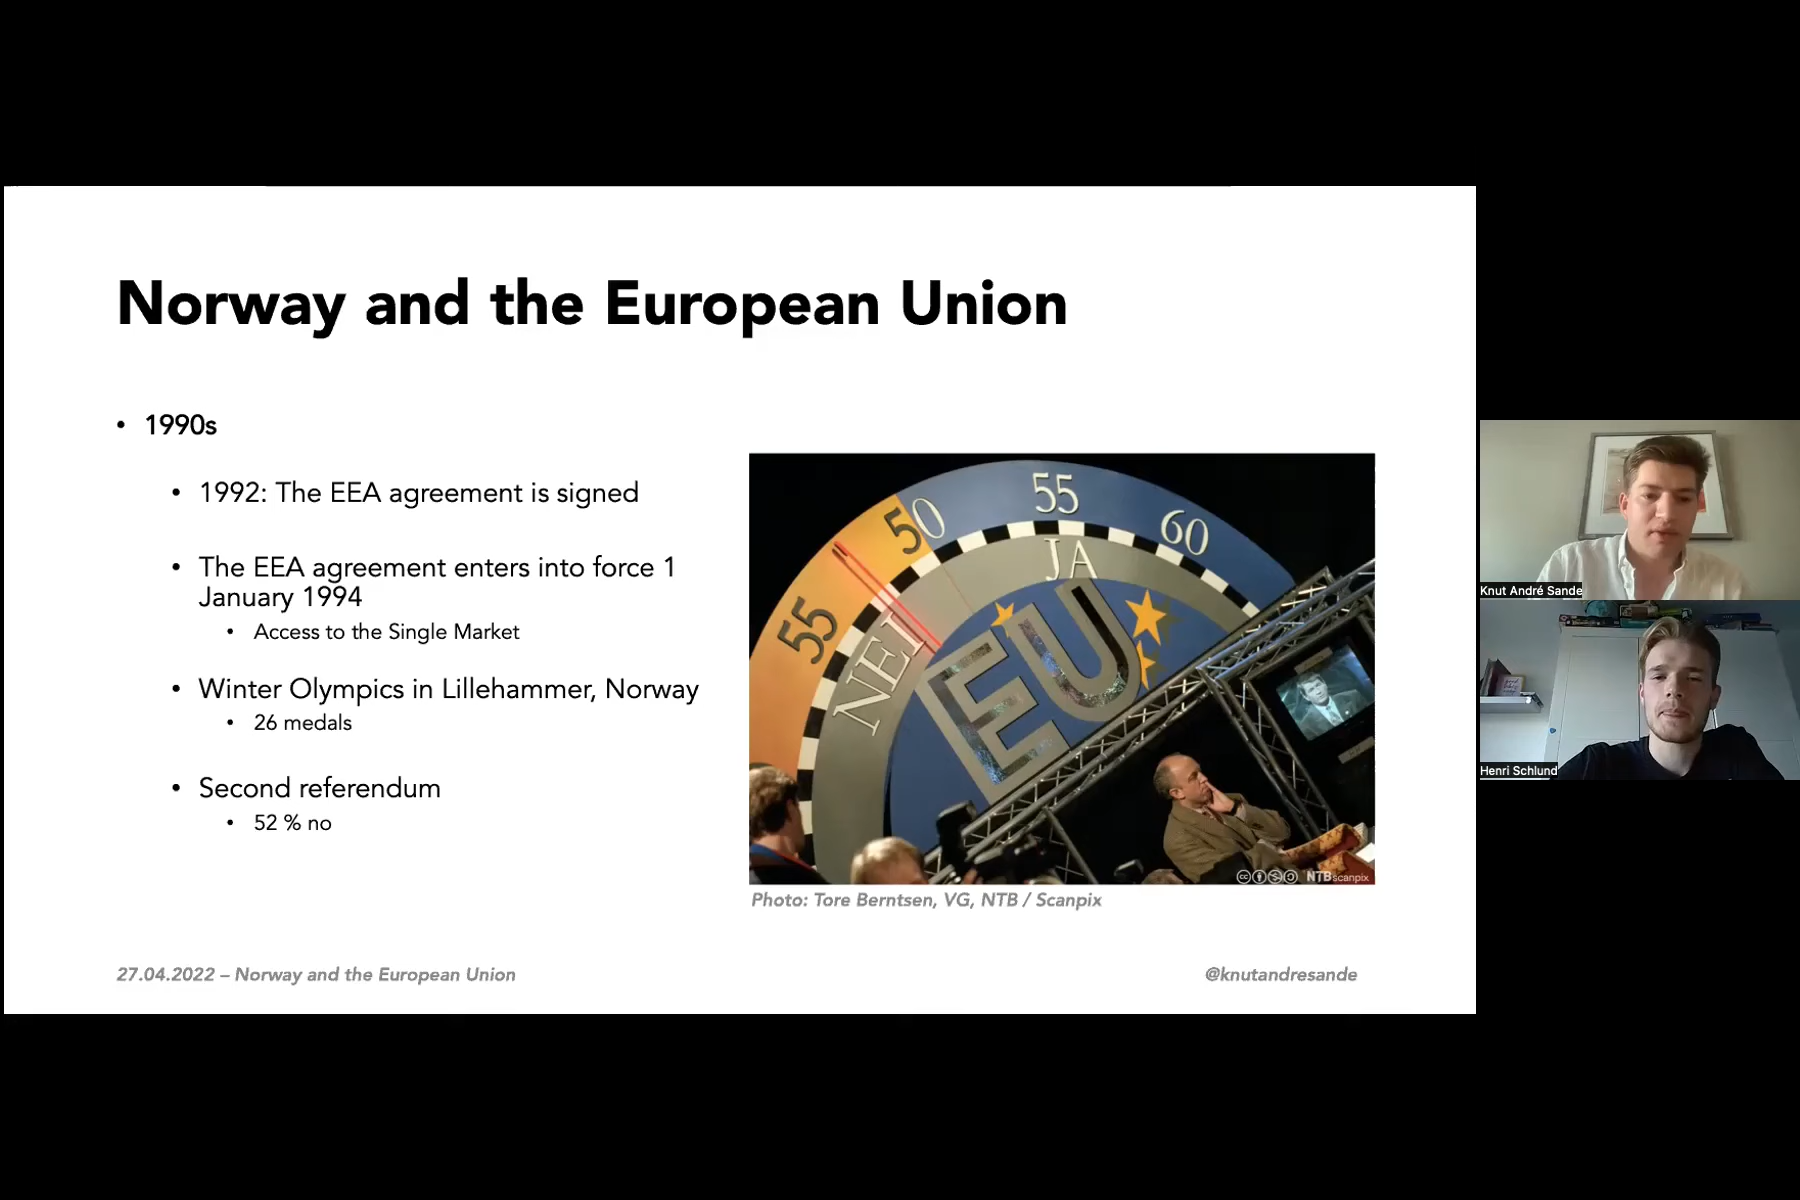 Norway and the European Union
• 1990s
• 1992: The EEA agreement is signed
• The EEA agreement enters into force 1
January 1994
• Access to the Single Market
• Winter Olympics in Lillehammer, Norway
• 26 medals
• Second referendum
• 52 % no
55
50
55
60
NEI
JA
EU
NTB scanpix
Photo: Tore Berntsen, VG, NTB / Scanpix
27.04.2022 – Norway and the European Union
@knutandresande
Knut André Sande
Henri Schlund